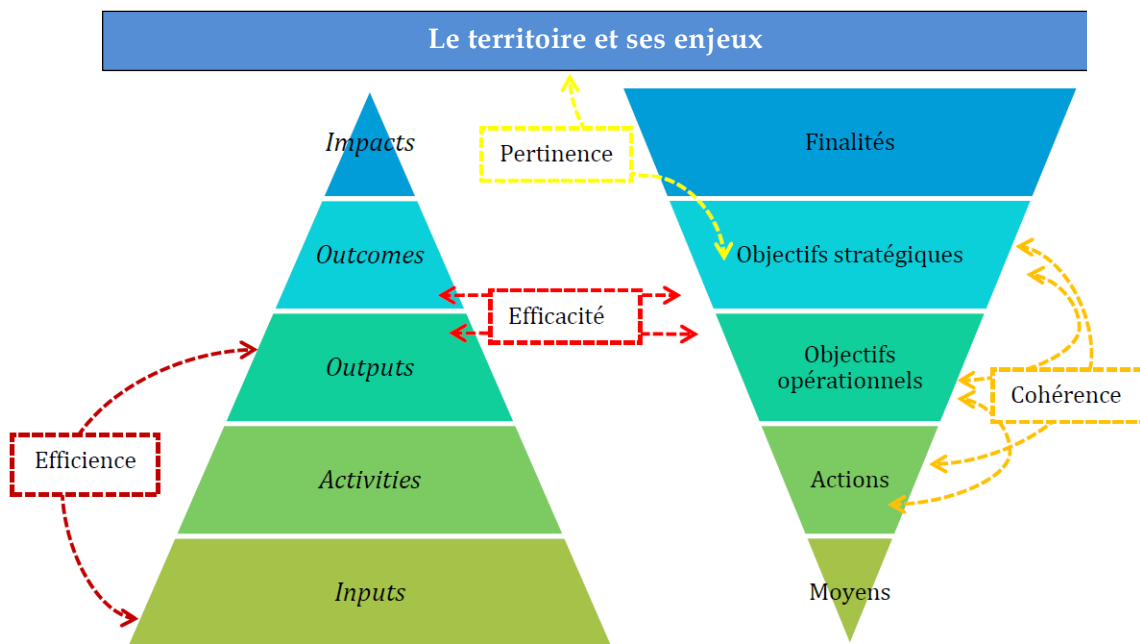 Le territoire et ses enjeux
Impacts
Pertinence
Finalités
Outcomes
Objectifs stratégiques
Efficacité
Outputs
Objectifs
opérationnels
Cohérence
Efficience
Activities
Actions
Inputs
Moyens